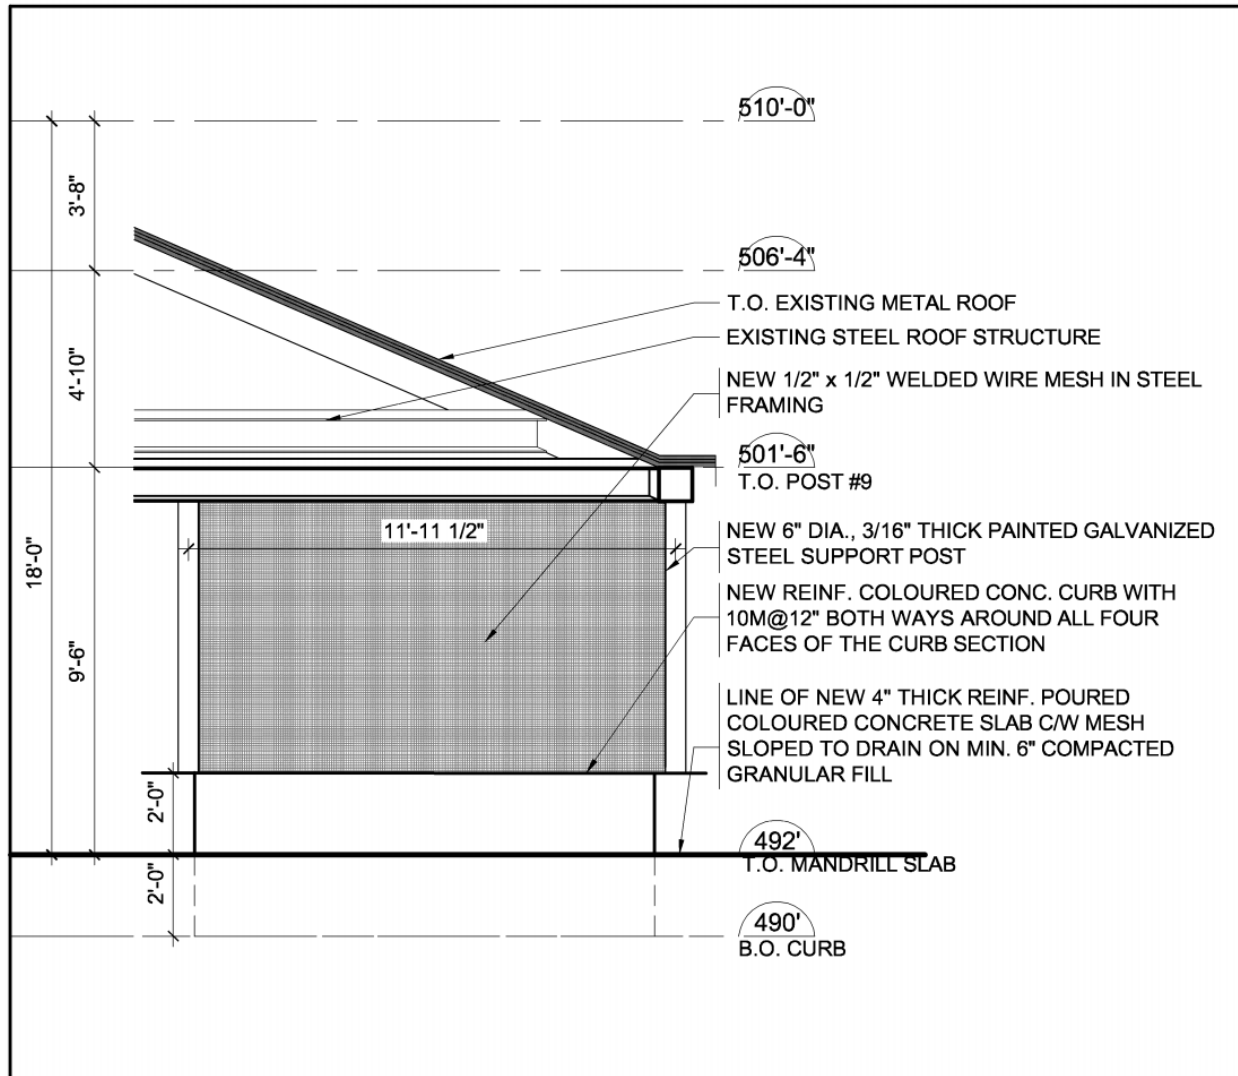 510'-0"
3'-8"
506'-4"
T.O. EXISTING METAL ROOF
EXISTING STEEL ROOF STRUCTURE
NEW 1/2" x 1/2" WELDED WIRE MESH IN STEEL
FRAMING
4'-10"
501'-6"
T.O. POST #9
11'-11 1/2"
NEW 6" DIA., 3/16" THICK PAINTED GALVANIZED
STEEL SUPPORT POST
18'-0"
NEW REINF. COLOURED CONC. CURB WITH
10M@12" BOTH WAYS AROUND ALL FOUR
FACES OF THE CURB SECTION
9'-6"
LINE OF NEW 4" THICK REINF. POURED
COLOURED CONCRETE SLAB C/W MESH
SLOPED TO DRAIN ON MIN. 6" COMPACTED
GRANULAR FILL
2'-0"
492'
T.O. MANDRILL SLAB
2'-0"
490'
B.O. CURB